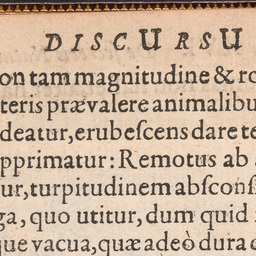 DISCURSU
on tam magnitudine & ro
teris prævalere animalibu
deatur, erubeſcens dare te
pprimatur: Remotus ab
ur, turpitudinem abſconſ
ga, quo utitur, dum quid
que vacua, quæ adeò dura